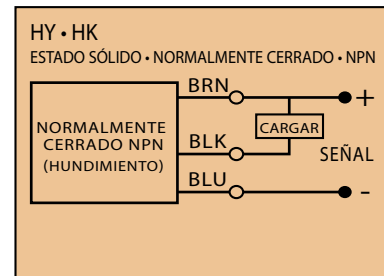 HY • HK
ESTADO SÓLIDO • NORMALMENTE CERRADO • NPN
BRN
+
NORMALMENTE
CERRADO NPN
(HUNDIMIENTO)
CARGAR
BLK
SEÑAL
BLU
-